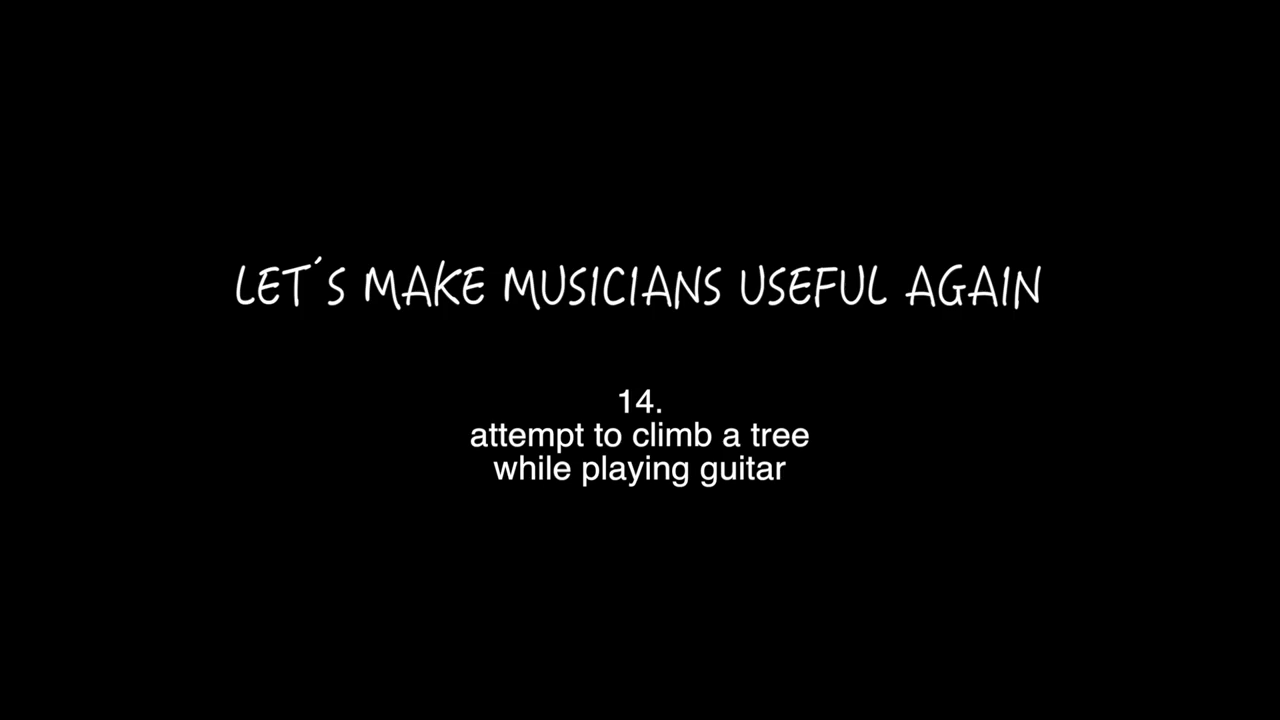 LET´S MAKE MUSICIANS USEFUL AGAIN
14.
attempt to climb a tree
while playing guitar